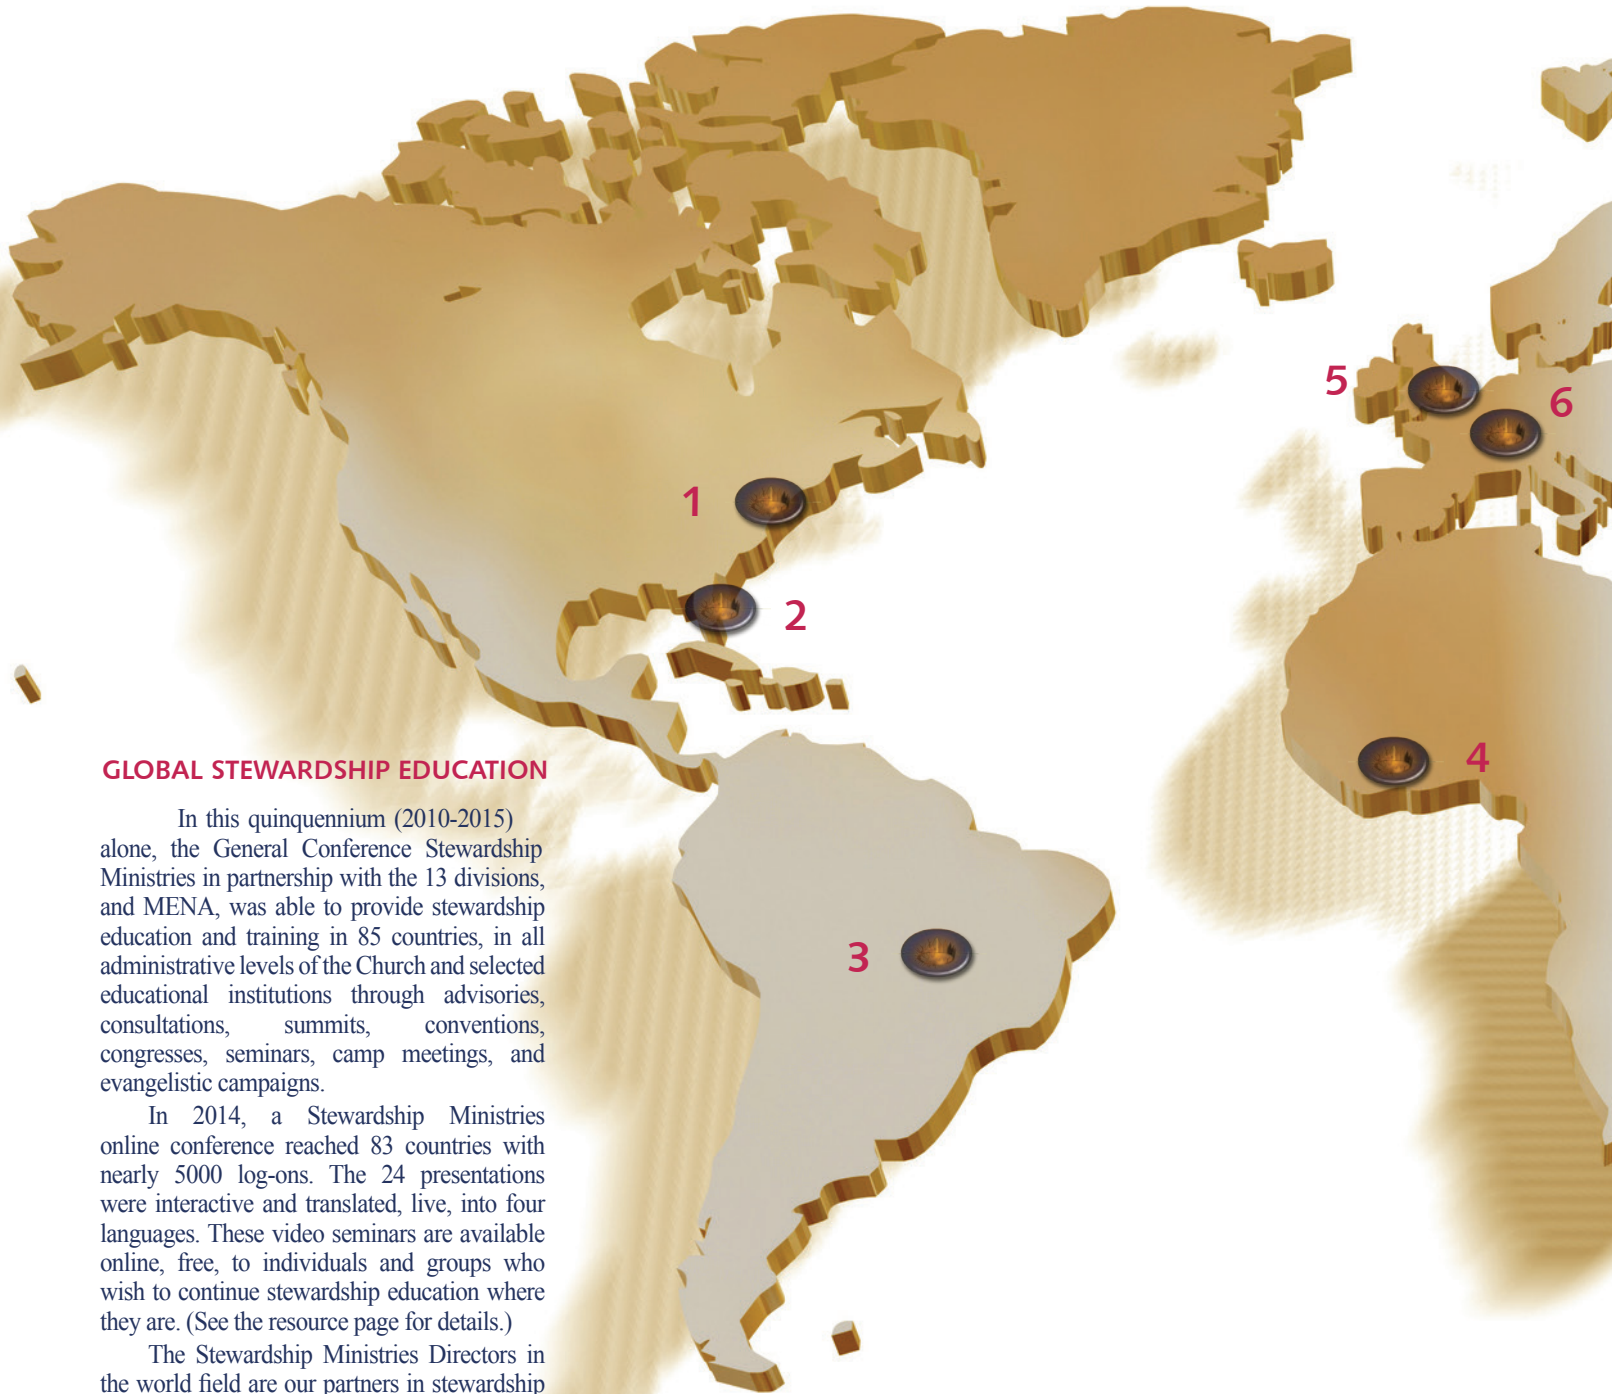 5
6
1
2
GLOBAL STEWARDSHIP EDUCATION
4
In this quinquennium (2010-2015)
alone, the General Conference Stewardship
Ministries in partnership with the 13 divisions,
and MENA, was able to provide stewardship
education and training in 85 countries, in all
administrative levels of the Church and selected
educational institutions through advisories,
consultations, summits, conventions,
congresses, seminars, camp meetings, and
evangelistic campaigns.
3
In 2014, a Stewardship Ministries
online conference reached 83 countries with
nearly 5000 log-ons. The 24 presentations
were interactive and translated, live, into four
languages. These video seminars are available
online, free, to individuals and groups who
wish to continue stewardship education where
they are. (See the resource page for details.)
The Stewardship Ministries Directors in
the world field are our partners in stewardship